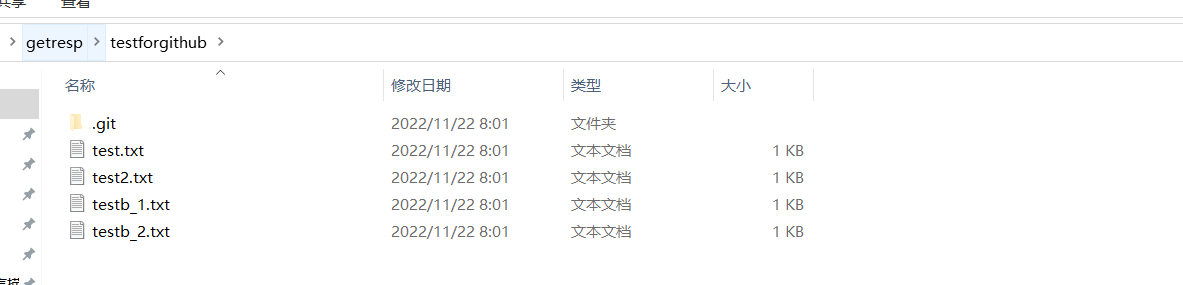 共享 查看
getresp testforgithub
名称 修改日期 类型 大小
.git 2022/11/22 8:01 文件夹
test.txt 2022/11/22 8:01 文本文档 1 KB
test2.txt 2022/11/22 8:01 文本文档 1 KB
testb_1.txt 2022/11/22 8:01 文本文档 1 KB
testb_2.txt 2022/11/22 8:01 文本文档 1 KB